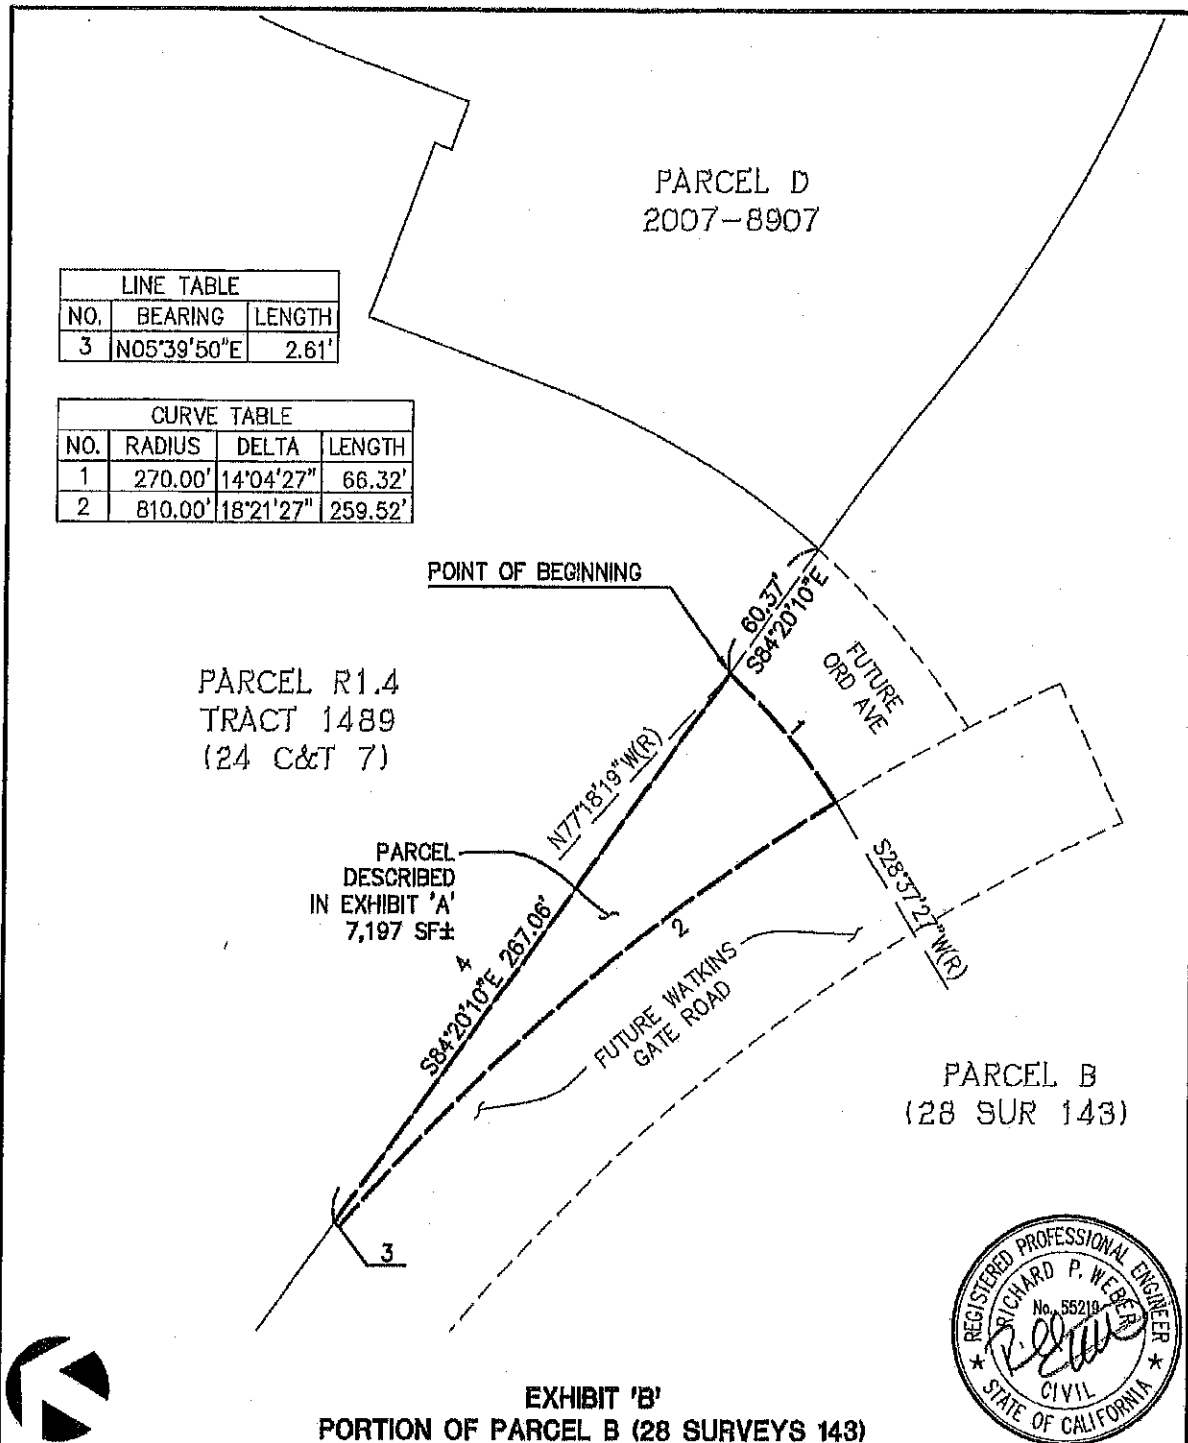 PARCEL D
2007-8907
LINE TABLE
NO. BEARING LENGTH
3 N05°39'50"E 2.61'
CURVE TABLE
NO. RADIUS DELTA LENGTH
1 270.00' 14°04'27" 66.32'
2 810.00' 18°21'27" 259.52'
POINT OF BEGINNING
60.37'
S84°20'10"E
FUTURE
ORD AVE
PARCEL R1.4
TRACT 1489
(24 C&T 7)
N77°18'19"W(R)
1
PARCEL
DESCRIBED
IN EXHIBIT 'A'
7,197 SF±
S28°37'27"W(R)
4
S84°20'10"E 267.06'
2
FUTURE WATKINS
GATE ROAD
PARCEL B
(28 SUR 143)
3
REGISTERED PROFESSIONAL ENGINEER
RICHARD P. WEBER
No. 55219
CIVIL
STATE OF CALIFORNIA
EXHIBIT 'B'
PORTION OF PARCEL B (28 SURVEYS 143)